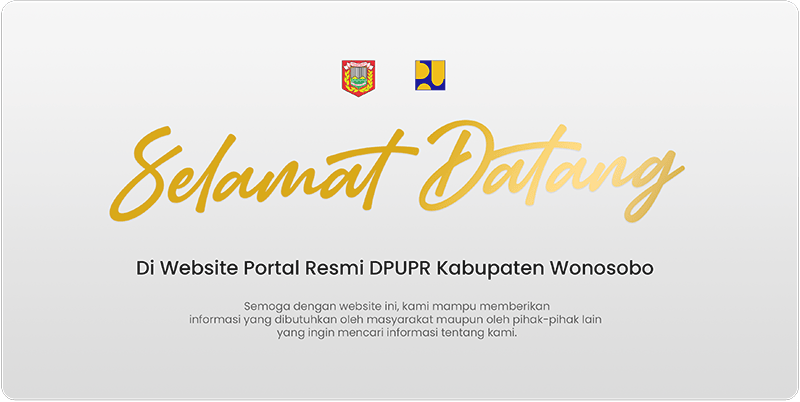 Selamat Datang
Di Website Portal Resmi DPUPR Kabupaten Wonosobo
Semoga dengan website ini, kami mampu memberikan
informasi yang dibutuhkan oleh masyarakat maupun oleh pihak-pihak lain
yang ingin mencari informasi tentang kami.